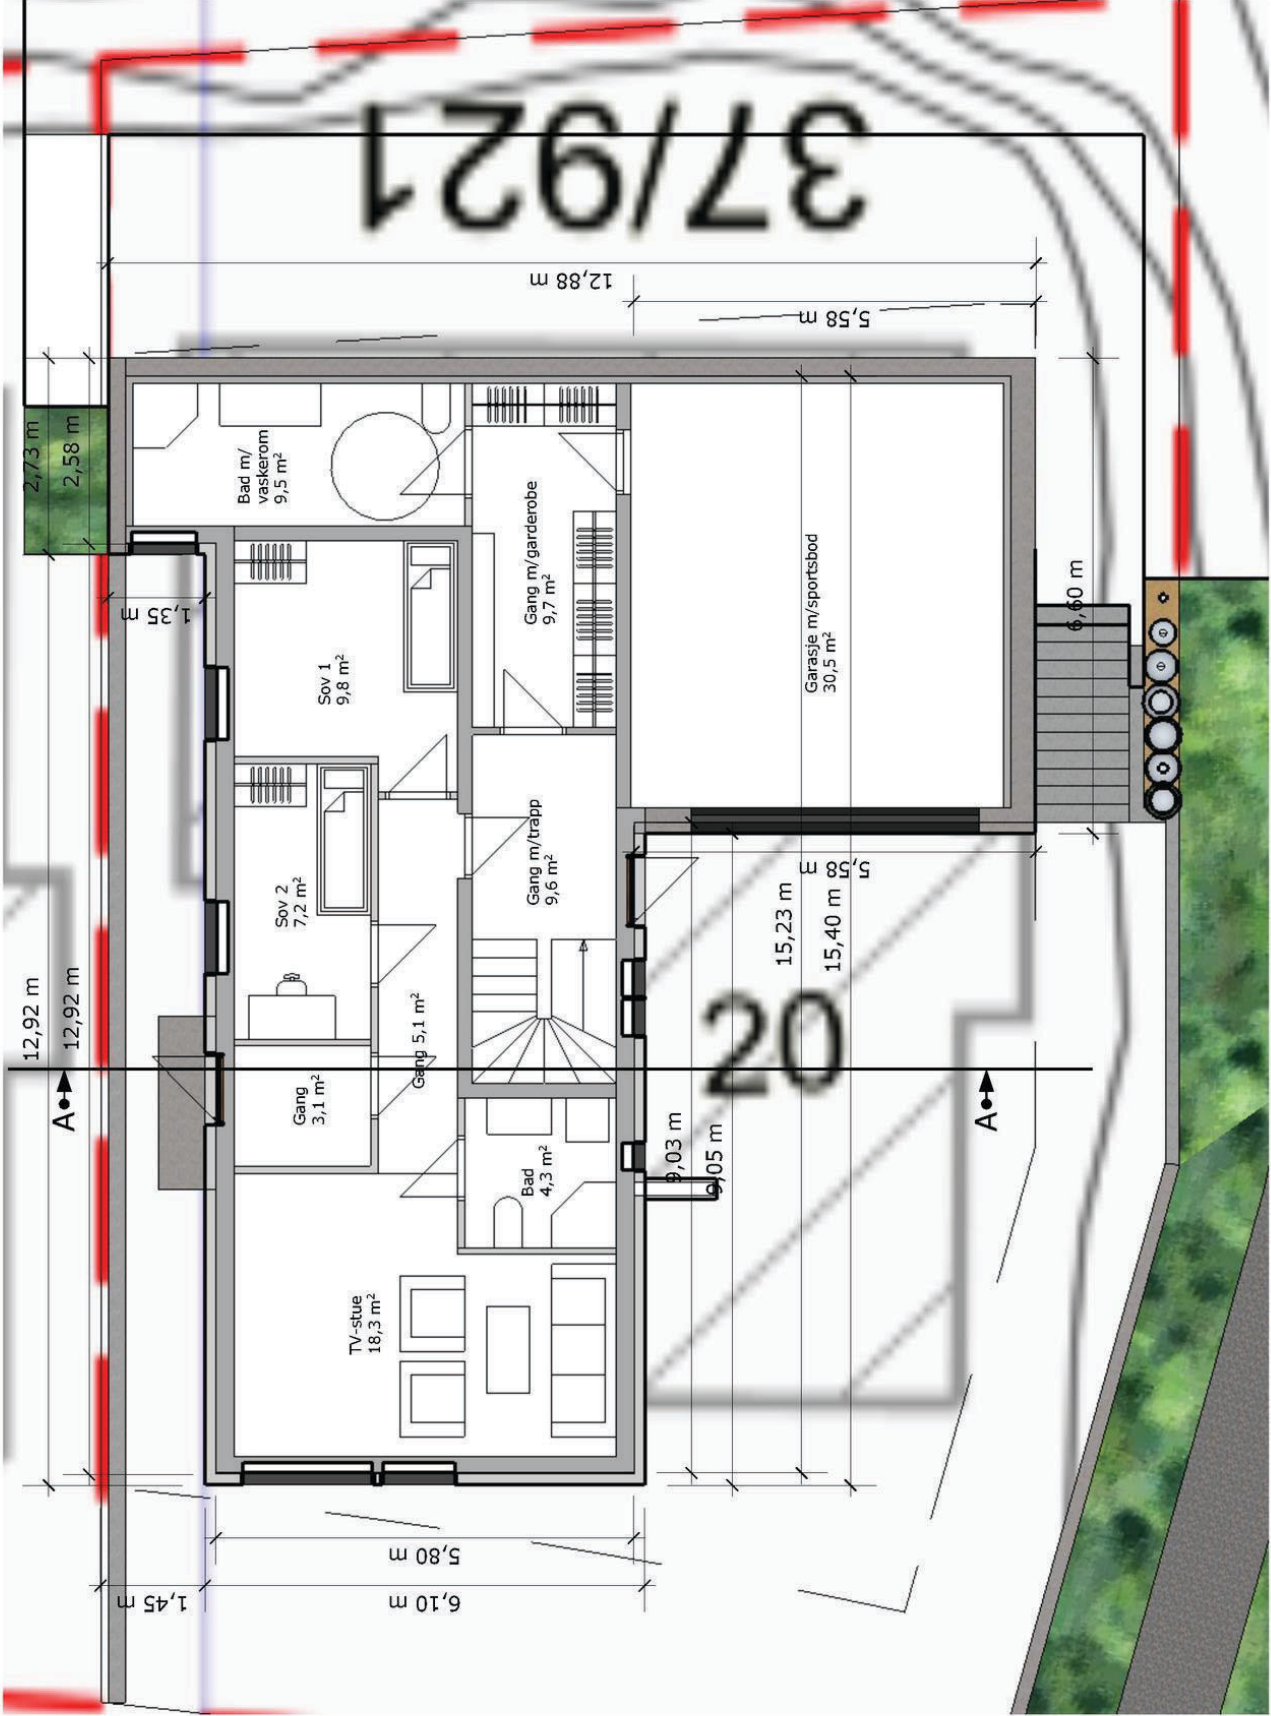 37/921
12,88 m
5,58 m
2,73 m
2,58 m
1,35 m
Bad m/
vaskerom
9,5 m²
Gang m/garderobe
9,7 m²
Sov 1
9,8 m²
Garasje m/sportsbod
30,5 m²
6,60 m
Sov 2
7,2 m²
Gang m/trapp
9,6 m²
5,58 m
15,23 m
15,40 m
12,92 m
12,92 m
20
Gang 5,1 m²
Gang
3,1 m²
A
A
Bad
4,3 m²
9,03 m
9,05 m
TV-stue
18,3 m²
5,80 m
1,45 m
6,10 m